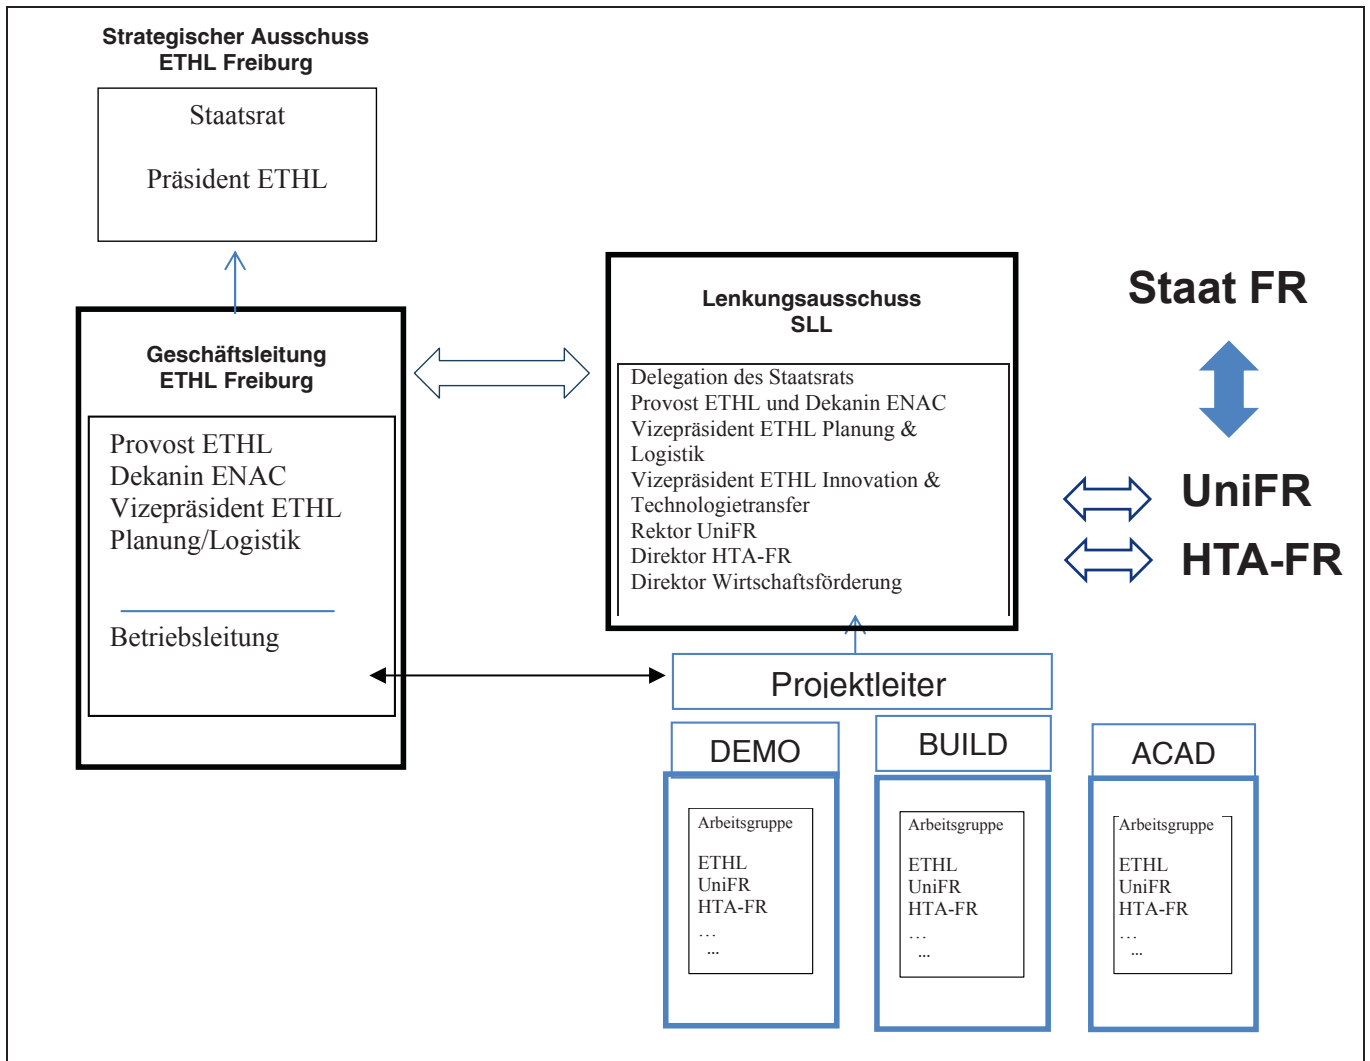 Strategischer Ausschuss
ETHL Freiburg
Staatsrat
Präsident ETHL
Geschäftsleitung
ETHL Freiburg
Provost ETHL
Dekanin ENAC
Vizepräsident ETHL
Planung/Logistik
Betriebsleitung
Lenkungsausschuss
SLL
Delegation des Staatsrats
Provost ETHL und Dekanin ENAC
Vizepräsident ETHL Planung &
Logistik
Vizepräsident ETHL Innovation &
Technologietransfer
Rektor UniFR
Direktor HTA-FR
Direktor Wirtschaftsförderung
Staat FR
UniFR
HTA-FR
Projektleiter
DEMO
Arbeitsgruppe
ETHL
UniFR
HTA-FR
…
...
BUILD
Arbeitsgruppe
ETHL
UniFR
HTA-FR
…
...
ACAD
Arbeitsgruppe
ETHL
UniFR
HTA-FR
…
...